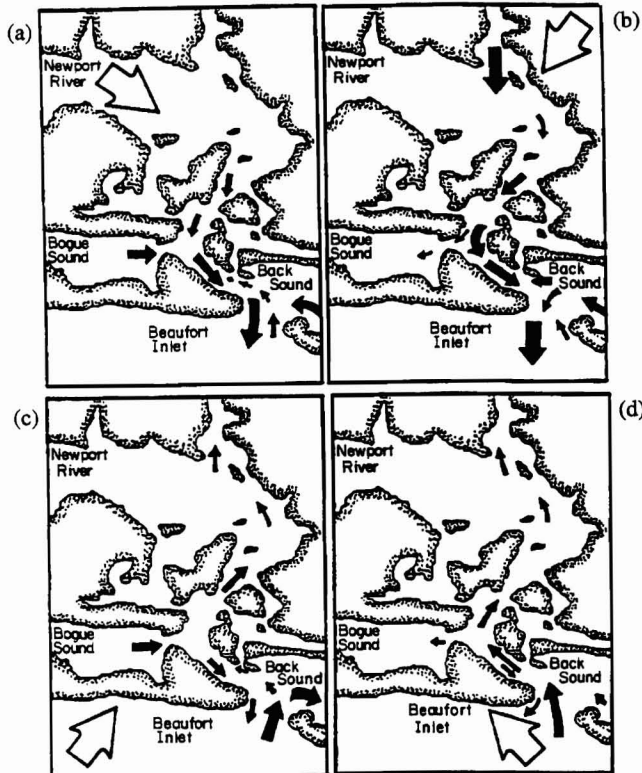 (a)
Newport
River
Bogue
Sound
Back
Sound
Beaufort
Inlet
(b)
Newport
River
Bogue
Sound
Back
Sound
Beaufort
Inlet
(c)
Newport
River
Bogue
Sound
Back
Sound
Beaufort
Inlet
(d)
Newport
River
Bogue
Sound
Back
Sound
Beaufort
Inlet